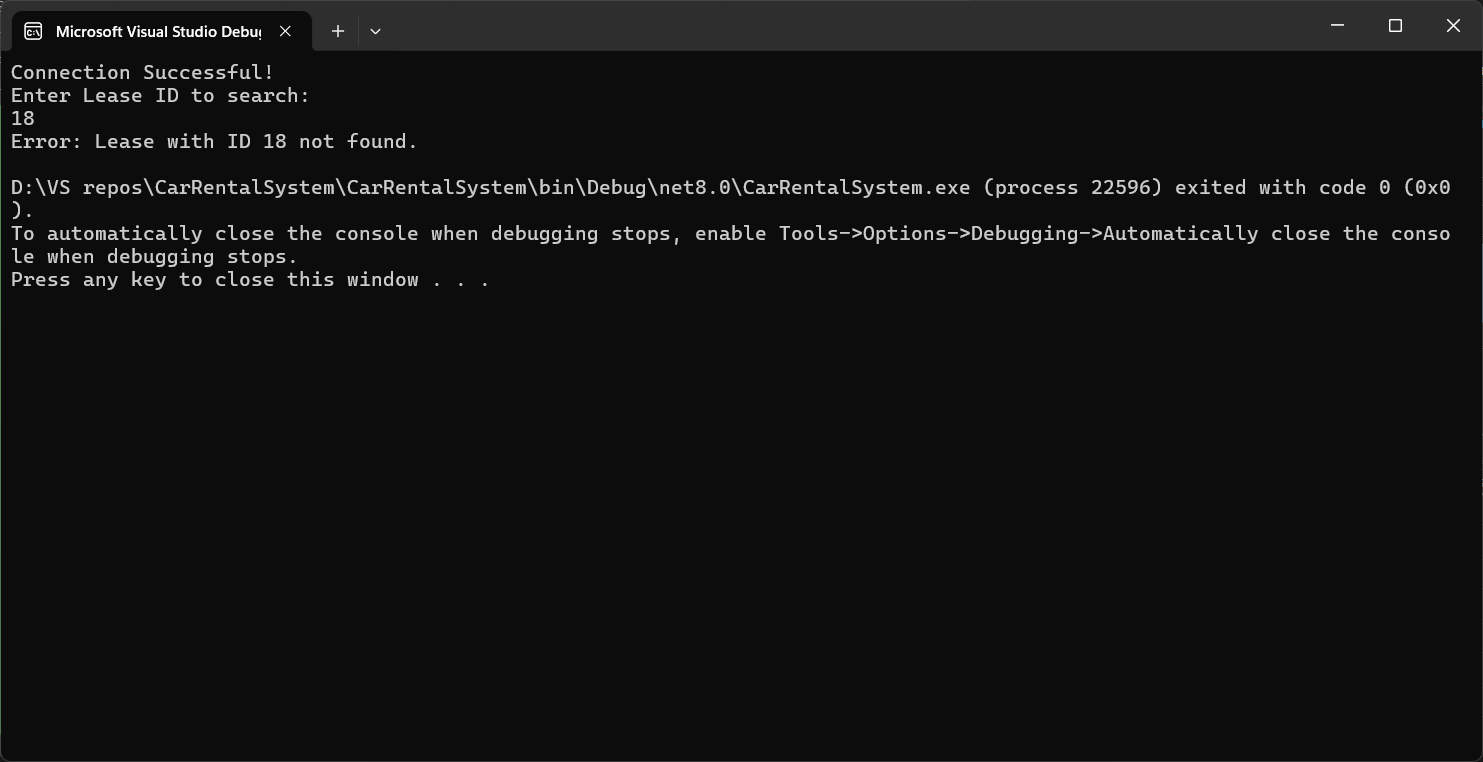 Microsoft Visual Studio Debu
Connection Successful!
Enter Lease ID to search:
18
Error: Lease with ID 18 not found.
D:\VS repos\CarRentalSystem\CarRentalSystem\bin\Debug\net8.0\CarRentalSystem.exe (process 22596) exited with code 0 (0x0
).
To automatically close the console when debugging stops, enable Tools->Options->Debugging->Automatically close the conso
le when debugging stops.
Press any key to close this window . . .